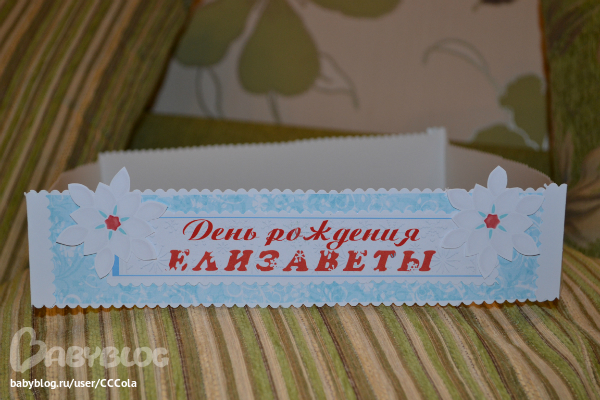 День рождения
ЕЛИЗАВЕТЫ
BABYBLOG
babyblog.ru/user/CCCola